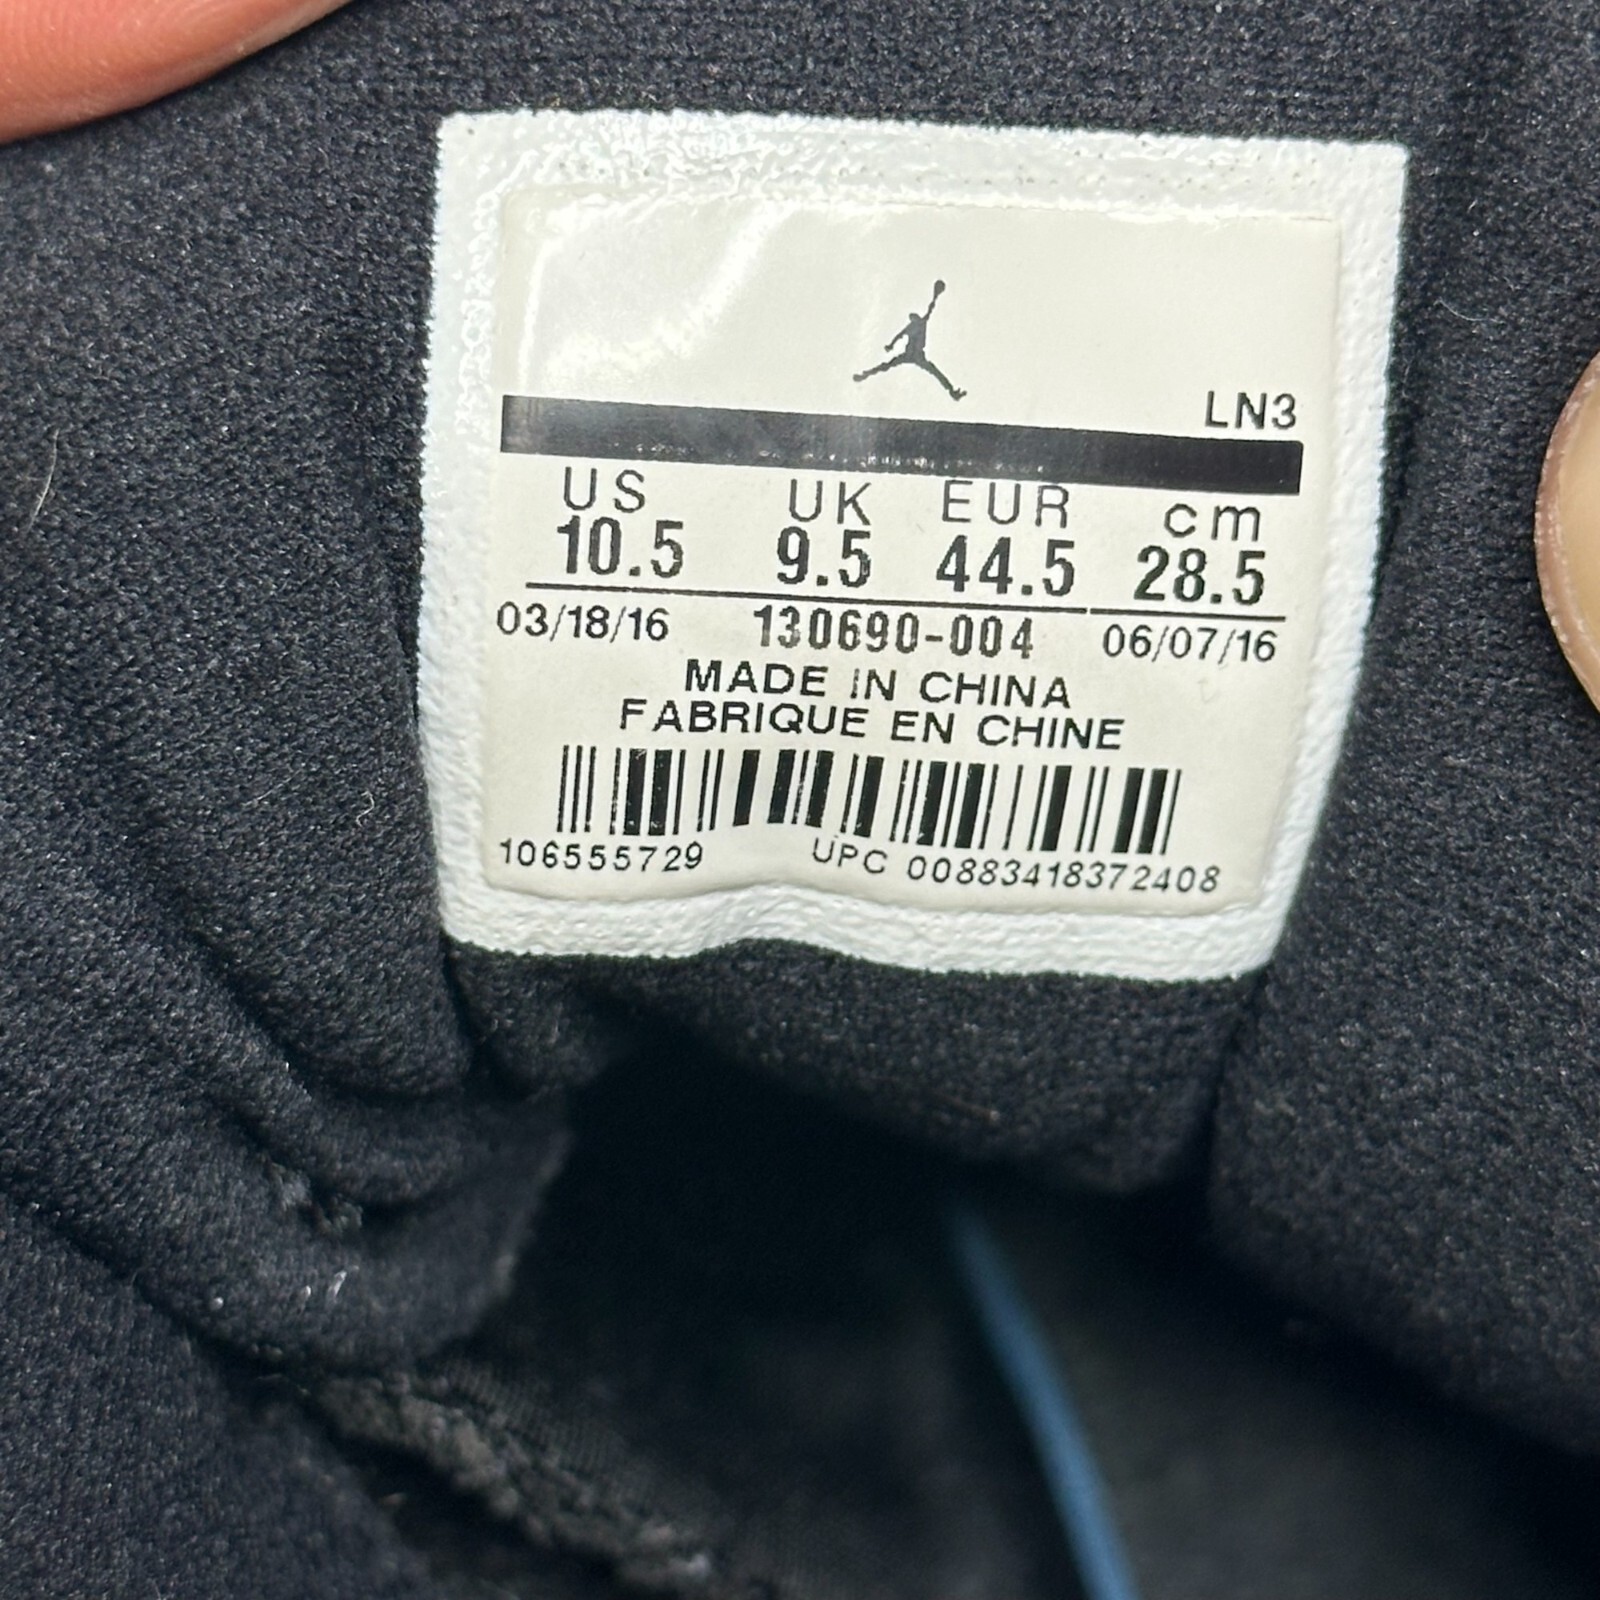 LN3
US UK EUR cm
10.5 9.5 44.5 28.5
03/18/16 130690-004 06/07/16
MADE IN CHINA
FABRIQUE EN CHINE
106555729 UPC 00883418372408